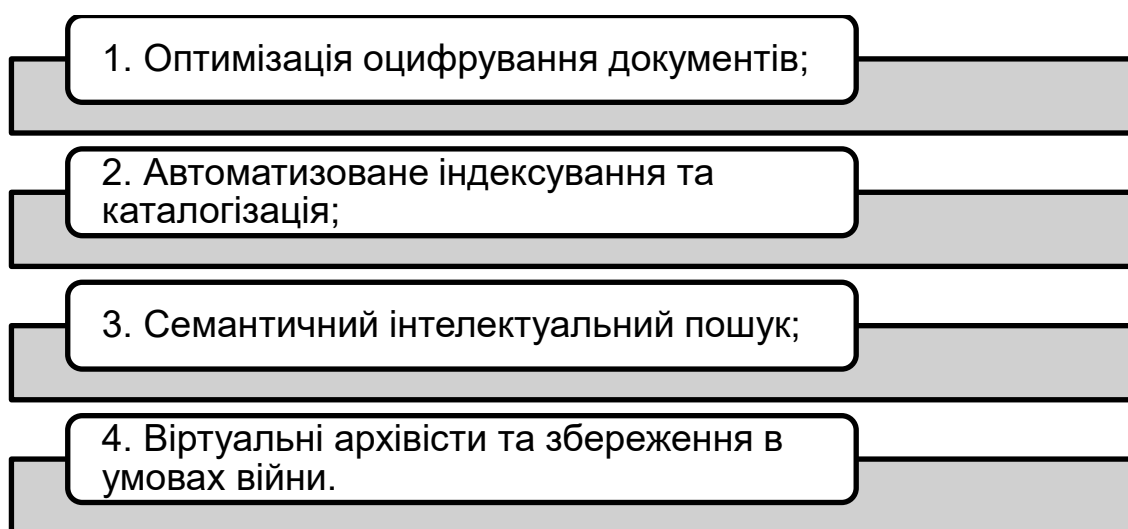 1. Оптимізація оцифрування документів;
2. Автоматизоване індексування та
каталогізація;
3. Семантичний інтелектуальний пошук;
4. Віртуальні архівісти та збереження в
умовах війни.